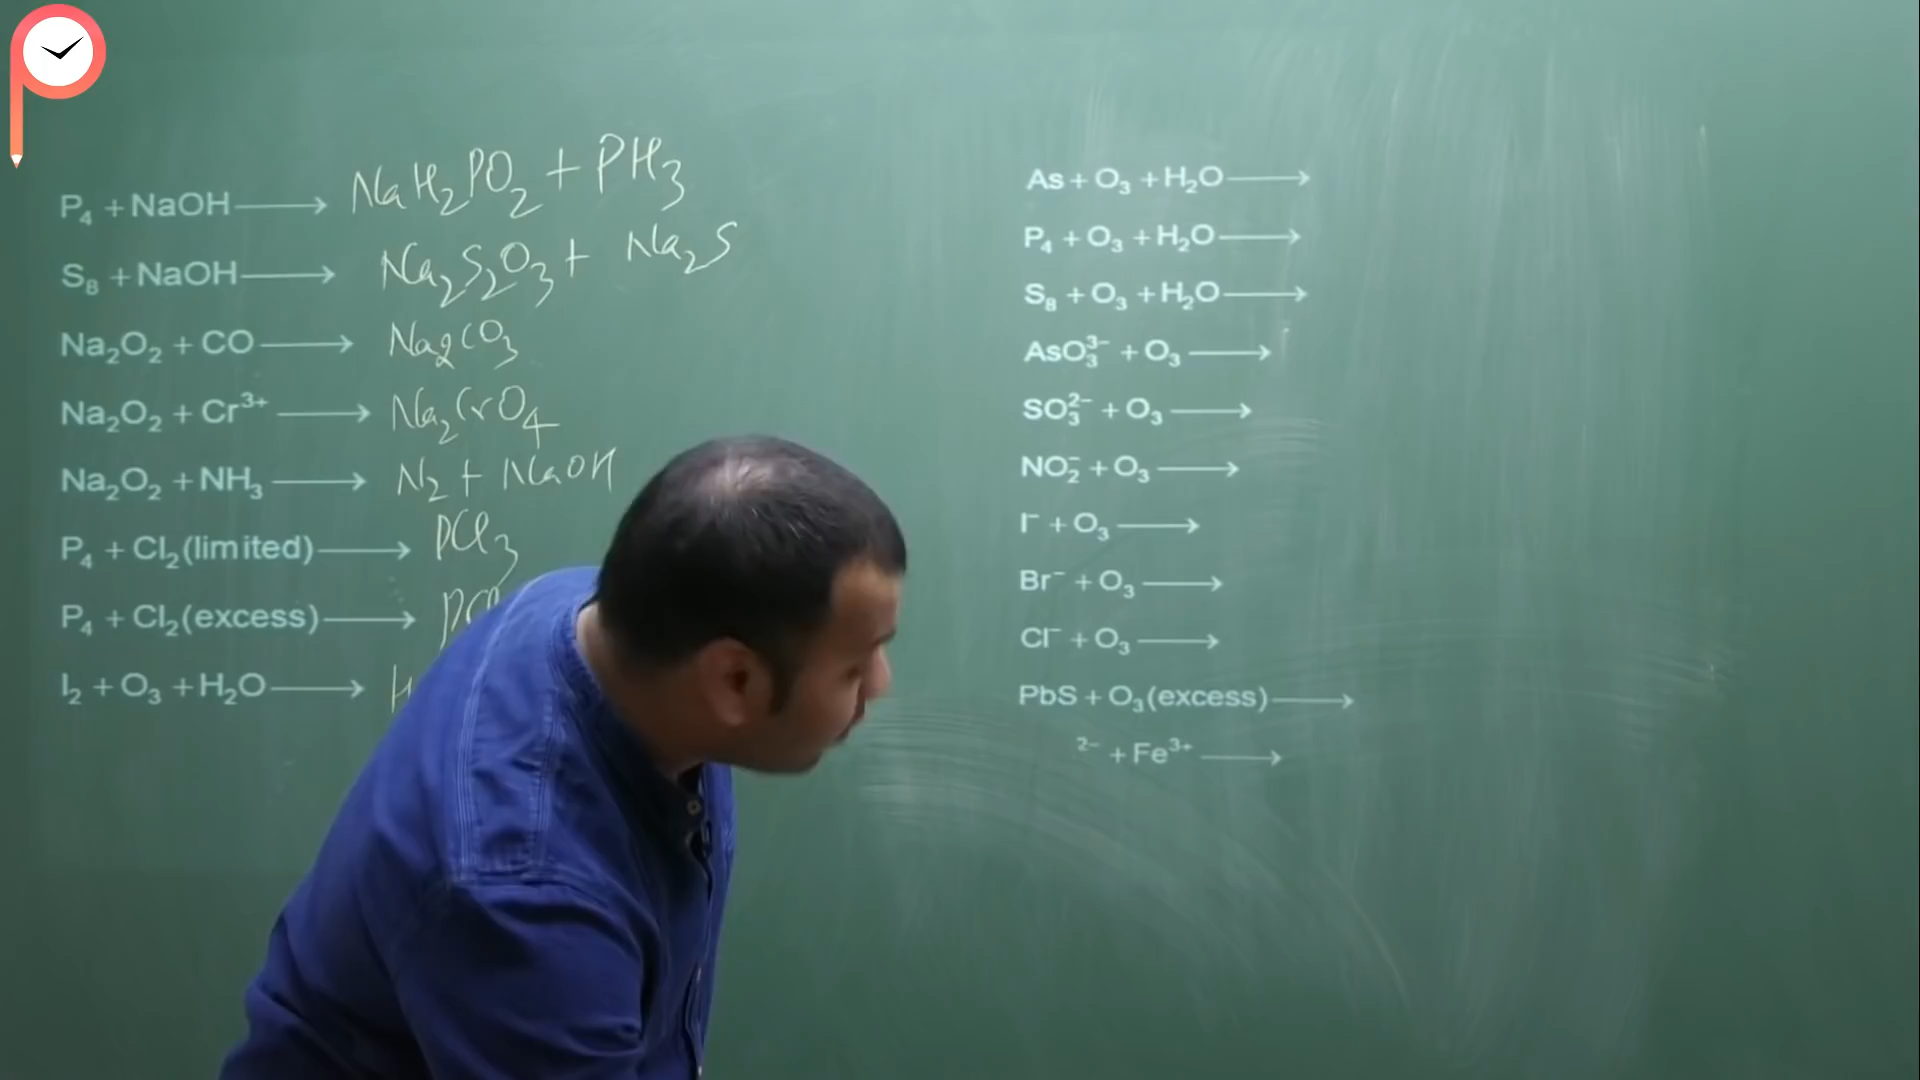 P₄ + NaOH ⟶ NaH₂PO₂ + PH₃
S₈ + NaOH ⟶ Na₂S₂O₃ + Na₂S
Na₂O₂ + CO ⟶ Na₂CO₃
Na₂O₂ + Cr³⁺ ⟶ Na₂CrO₄
Na₂O₂ + NH₃ ⟶ N₂ + NaOH
P₄ + Cl₂(limited) ⟶ PCl₃
P₄ + Cl₂(excess) ⟶ PCl
I₂ + O₃ + H₂O ⟶ H
As + O₃ + H₂O ⟶
P₄ + O₃ + H₂O ⟶
S₈ + O₃ + H₂O ⟶
AsO₃³⁻ + O₃ ⟶
SO₃²⁻ + O₃ ⟶
NO₂⁻ + O₃ ⟶
I⁻ + O₃ ⟶
Br⁻ + O₃ ⟶
Cl⁻ + O₃ ⟶
PbS + O₃(excess) ⟶
²⁻ + Fe³⁺ ⟶